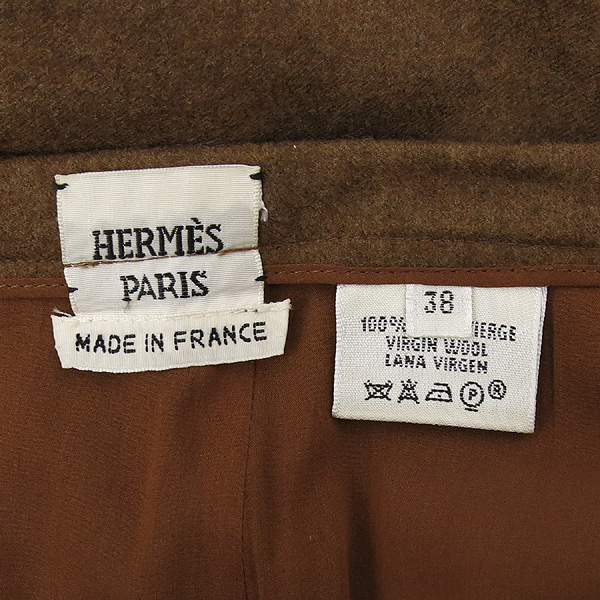 HERMÈS
PARIS
MADE IN FRANCE
38
100%
VIRGIN WOOL
LANA VIRGEN
P ®